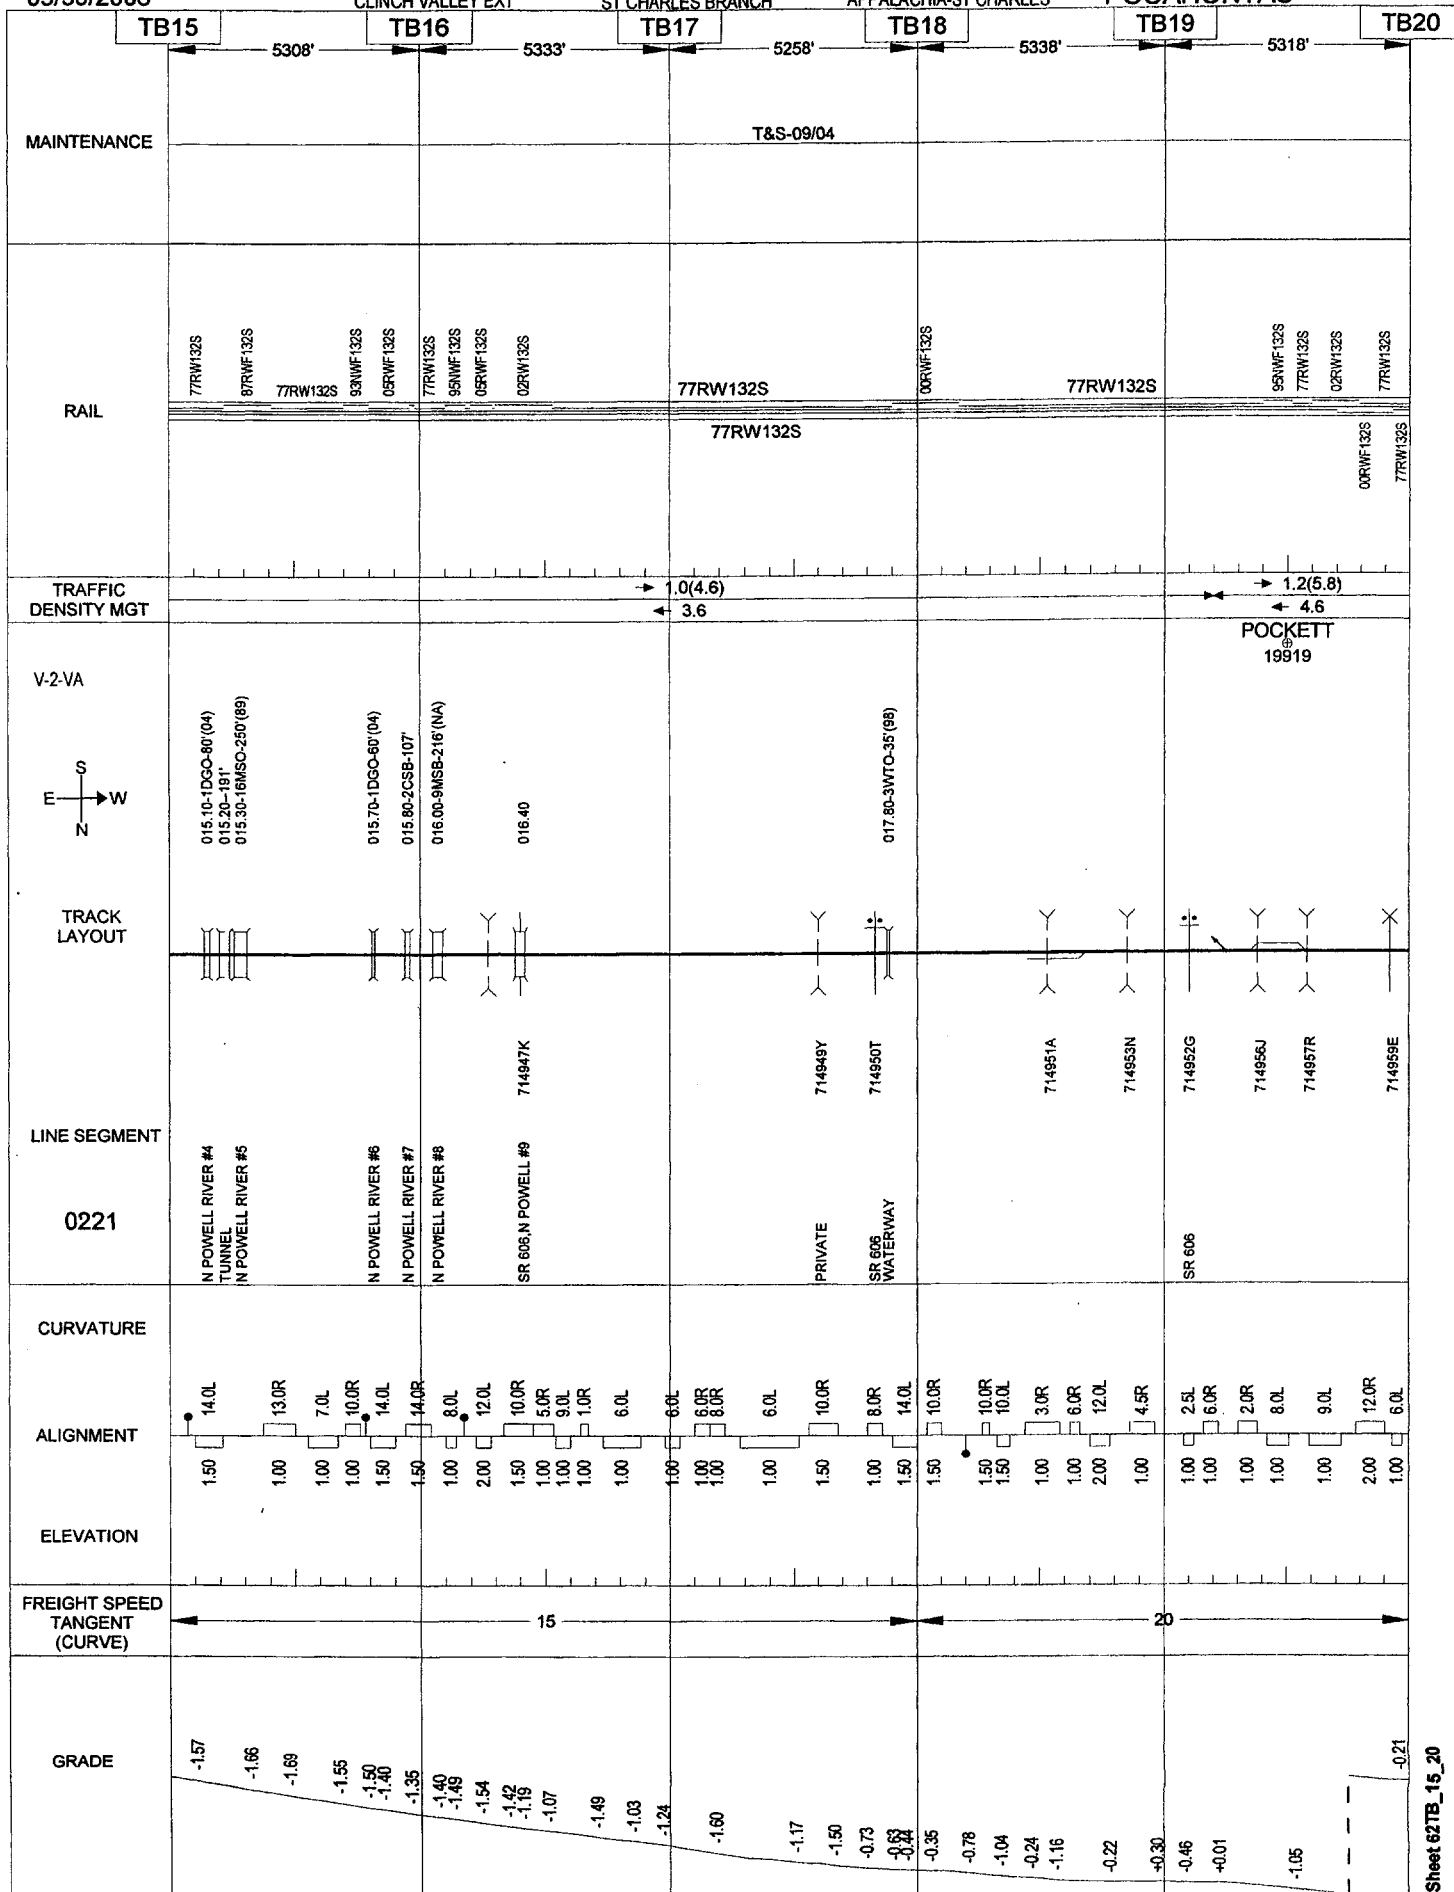 CLINCH VALLEY EXT ST CHARLES BRANCH APPALACHIA-ST CHARLES POCAHONTAS
TB15 TB16 TB17 TB18 TB19 TB20
5308' 5333' 5258' 5338' 5318'
MAINTENANCE
T&S-09/04
RAIL
77RW132S
87RWF132S
77RW132S
93NWF132S
05RWF132S
77RW132S
95NWF132S
05RWF132S
02RW132S
77RW132S
77RW132S
00RWF132S
77RW132S
95NWF132S
77RW132S
02RW132S
77RW132S
00RWF132S
77RW132S
TRAFFIC
DENSITY MGT
1.0(4.6)
3.6
1.2(5.8)
4.6
POCKETT
19919
V-2-VA
S
E W
N
015.10-1DGO-80'(04)
015.20--191'
015.30-16MSO-250'(89)
015.70-1DGO-60'(04)
015.80-2CSB-107'
016.00-9MSB-216'(NA)
016.40
017.80-3WTO-35'(98)
TRACK
LAYOUT
714947K
714949Y
714950T
714951A
714953N
714952G
714956J
714957R
714959E
LINE SEGMENT
0221
N POWELL RIVER #4
TUNNEL
N POWELL RIVER #5
N POWELL RIVER #6
N POWELL RIVER #7
N POWELL RIVER #8
SR 606,N POWELL #9
PRIVATE
SR 606
WATERWAY
SR 606
CURVATURE
14.0L 13.0R 7.0L 10.0R 14.0L 14.0R 8.0L 12.0L 10.0R 5.0R 9.0L 1.0R 6.0L 6.0L 6.0R 8.0R 6.0L 10.0R 8.0R 14.0L 10.0R 10.0R 10.0L 3.0R 6.0R 12.0L 4.5R 2.5L 6.0R 2.0R 8.0L 9.0L 12.0R 6.0L
ALIGNMENT
1.50 1.00 1.00 1.00 1.50 1.50 1.00 2.00 1.50 1.00 1.00 1.00 1.00 1.00 1.00 1.00 1.00 1.50 1.00 1.50 1.50 1.50 1.50 1.00 1.00 2.00 1.00 1.00 1.00 1.00 1.00 1.00 2.00 1.00
ELEVATION
FREIGHT SPEED
TANGENT
(CURVE)
15 20
GRADE
-1.57 -1.66 -1.69 -1.55 -1.50 -1.40 -1.35 -1.40 -1.49 -1.54 -1.42 -1.19 -1.07 -1.49 -1.03 -1.24 -1.60 -1.17 -1.50 -0.73 -0.63 -0.44 -0.35 -0.78 -1.04 -0.24 -1.16 -0.22 +0.30 -0.46 +0.01 -1.05 -0.21
Sheet 62TB_15_20